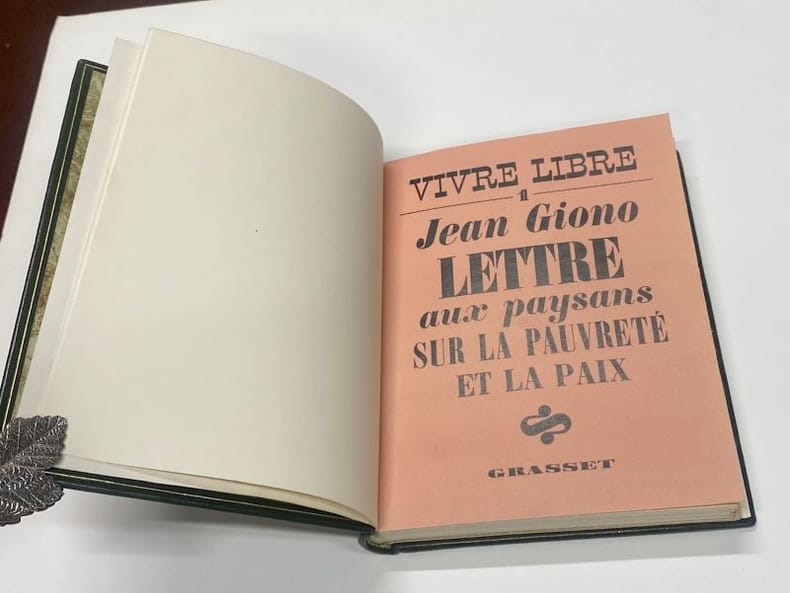 VIVRE LIBRE
1
Jean Giono
LETTRE
aux paysans
SUR LA PAUVRETÉ
ET LA PAIX
GRASSET